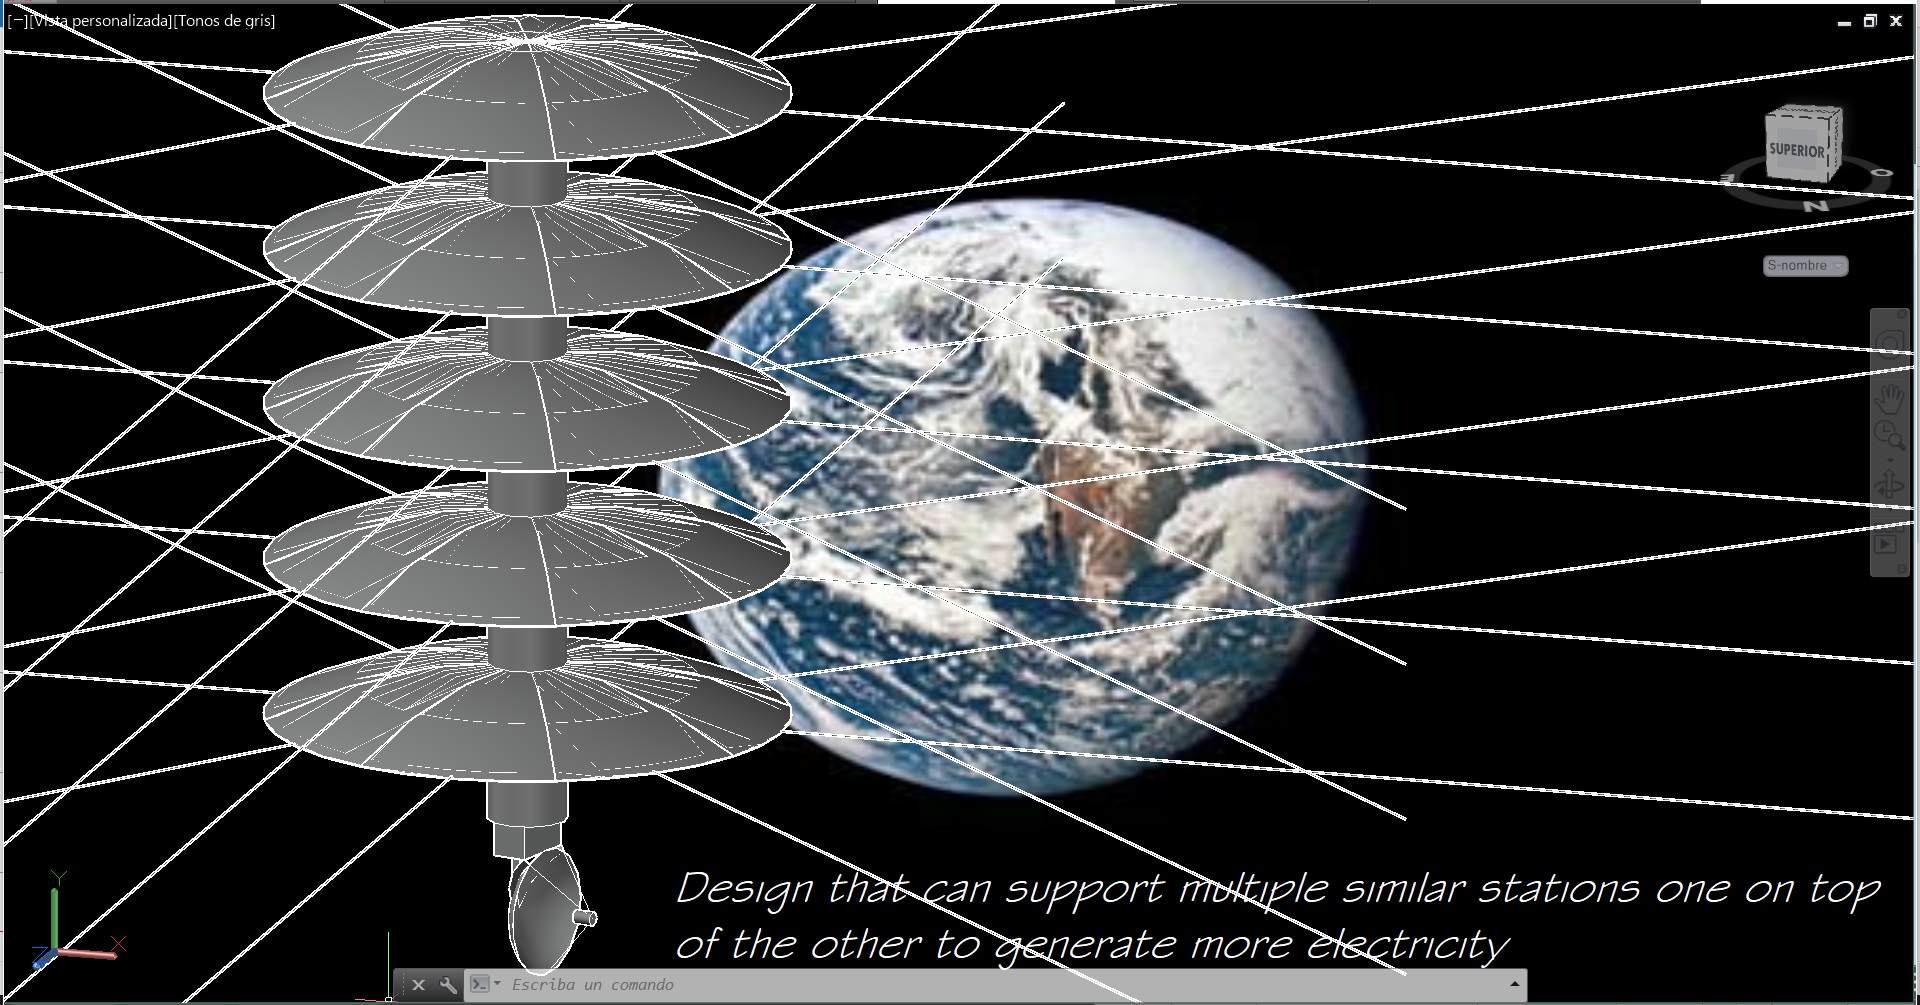 [−][Vista personalizada][Tonos de gris]
SUPERIOR
N
S-nombre
Design that can support multiple similar stations one on top
of the other to generate more electricity
Y
X
Z
Escriba un comando